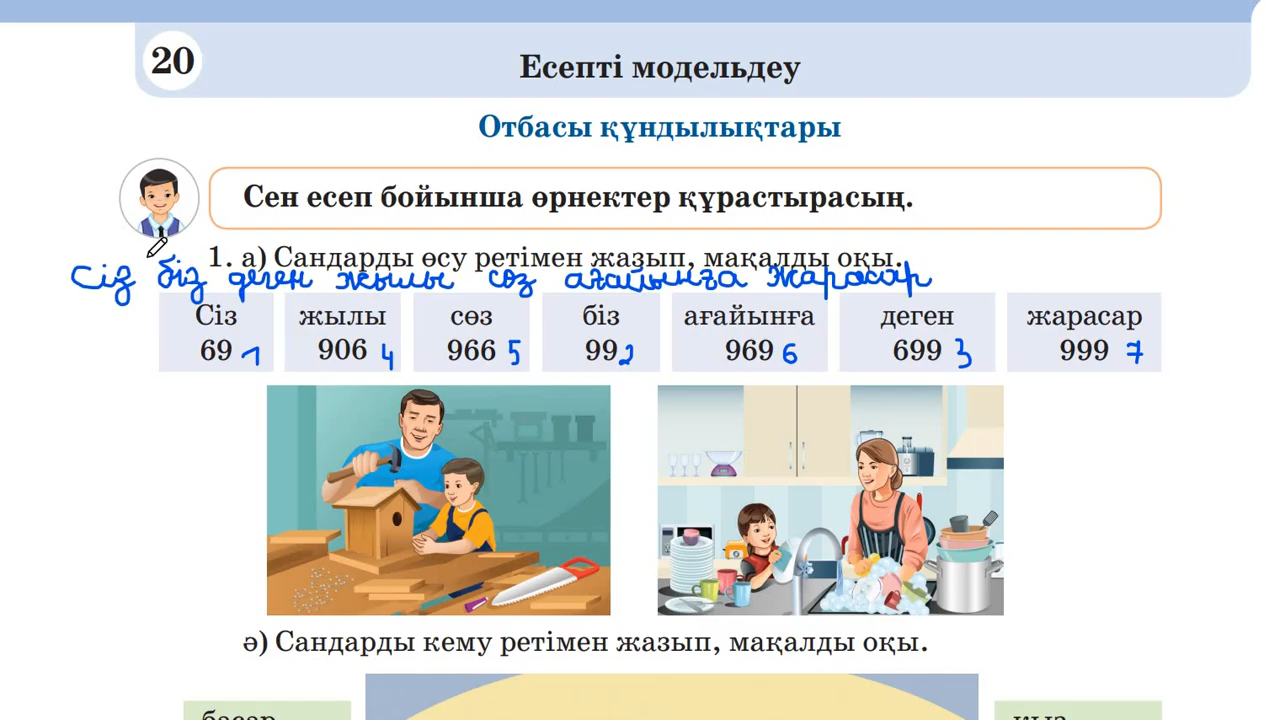 20
Есепті модельдеу
Отбасы құндылықтары
Сен есеп бойынша өрнектер құрастырасың.
1. а) Сандарды өсу ретімен жазып, мақалды оқы.
Сіз біз деген жылы сөз ағайынға жарасар
Сіз жылы сөз біз ағайынға деген жарасар
69 1 906 4 966 5 99 2 969 6 699 3 999 7
ә) Сандарды кему ретімен жазып, мақалды оқы.
басар қыз